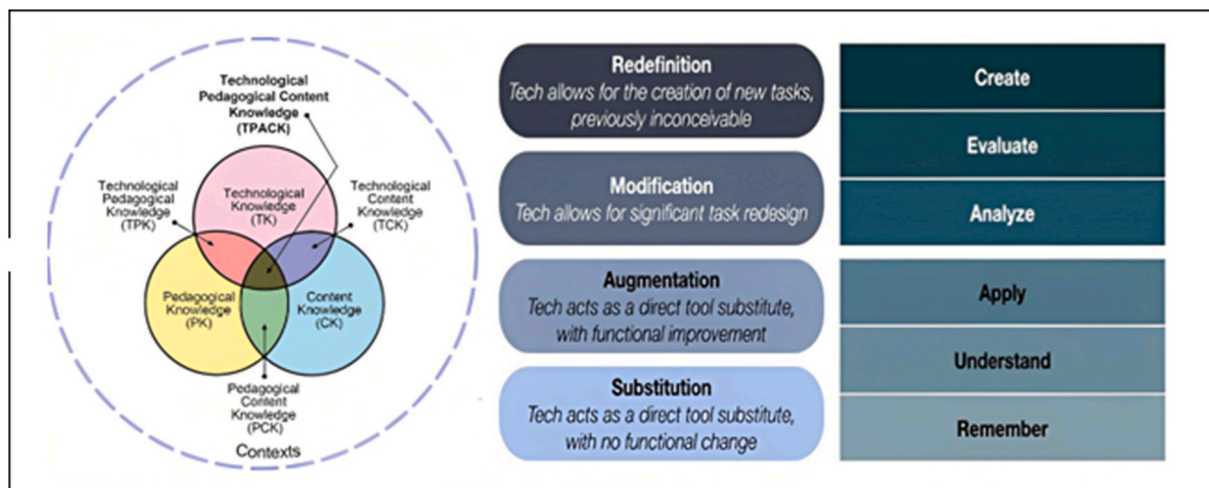 Technological
Pedagogical Content
Knowledge
(TPACK)
Technological
Pedagogical
Knowledge
(TPK)
Technological
Knowledge
(TK)
Technological
Content
Knowledge
(TCK)
Pedagogical
Knowledge
(PK)
Content
Knowledge
(CK)
Pedagogical
Content
Knowledge
(PCK)
Contexts
Redefinition
Tech allows for the creation of new tasks,
previously inconceivable
Modification
Tech allows for significant task redesign
Augmentation
Tech acts as a direct tool substitute,
with functional improvement
Substitution
Tech acts as a direct tool substitute,
with no functional change
Create
Evaluate
Analyze
Apply
Understand
Remember